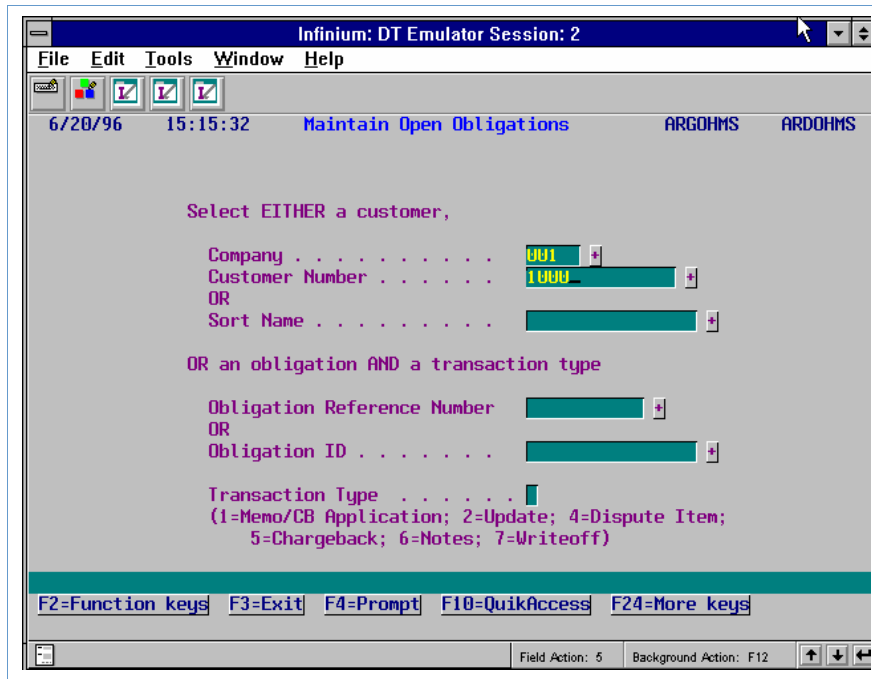 Infinium: DT Emulator Session: 2
File Edit Tools Window Help
6/20/96 15:15:32 Maintain Open Obligations ARGOHMS ARDOHMS
Select EITHER a customer,
Company . . . . . . . . . . 001 +
Customer Number . . . . . . 1000 +
OR
Sort Name . . . . . . . . . +
OR an obligation AND a transaction type
Obligation Reference Number +
OR
Obligation ID . . . . . . . +
Transaction Type . . . . . .
(1=Memo/CB Application; 2=Update; 4=Dispute Item;
5=Chargeback; 6=Notes; 7=Writeoff)
F2=Function keys F3=Exit F4=Prompt F10=QuikAccess F24=More keys
Field Action: 5 Background Action: F12